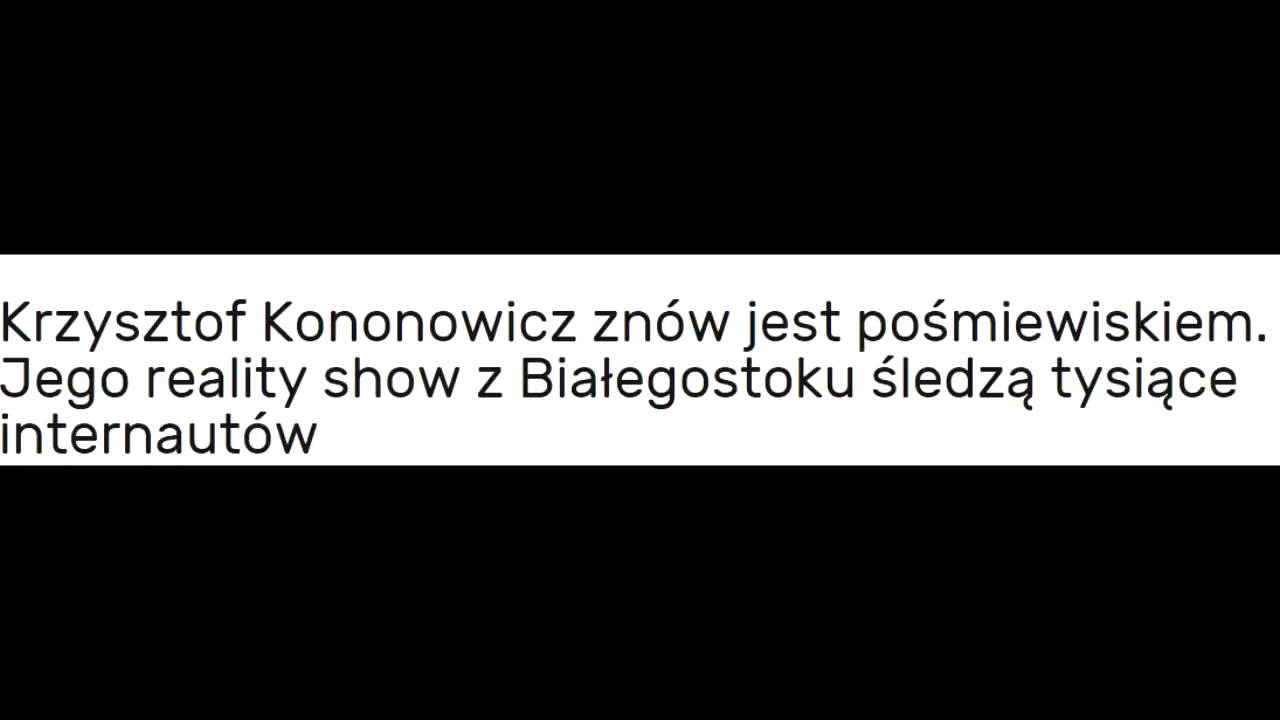 Krzysztof Kononowicz znów jest pośmiewiskiem.
Jego reality show z Białegostoku śledzą tysiące
internautów